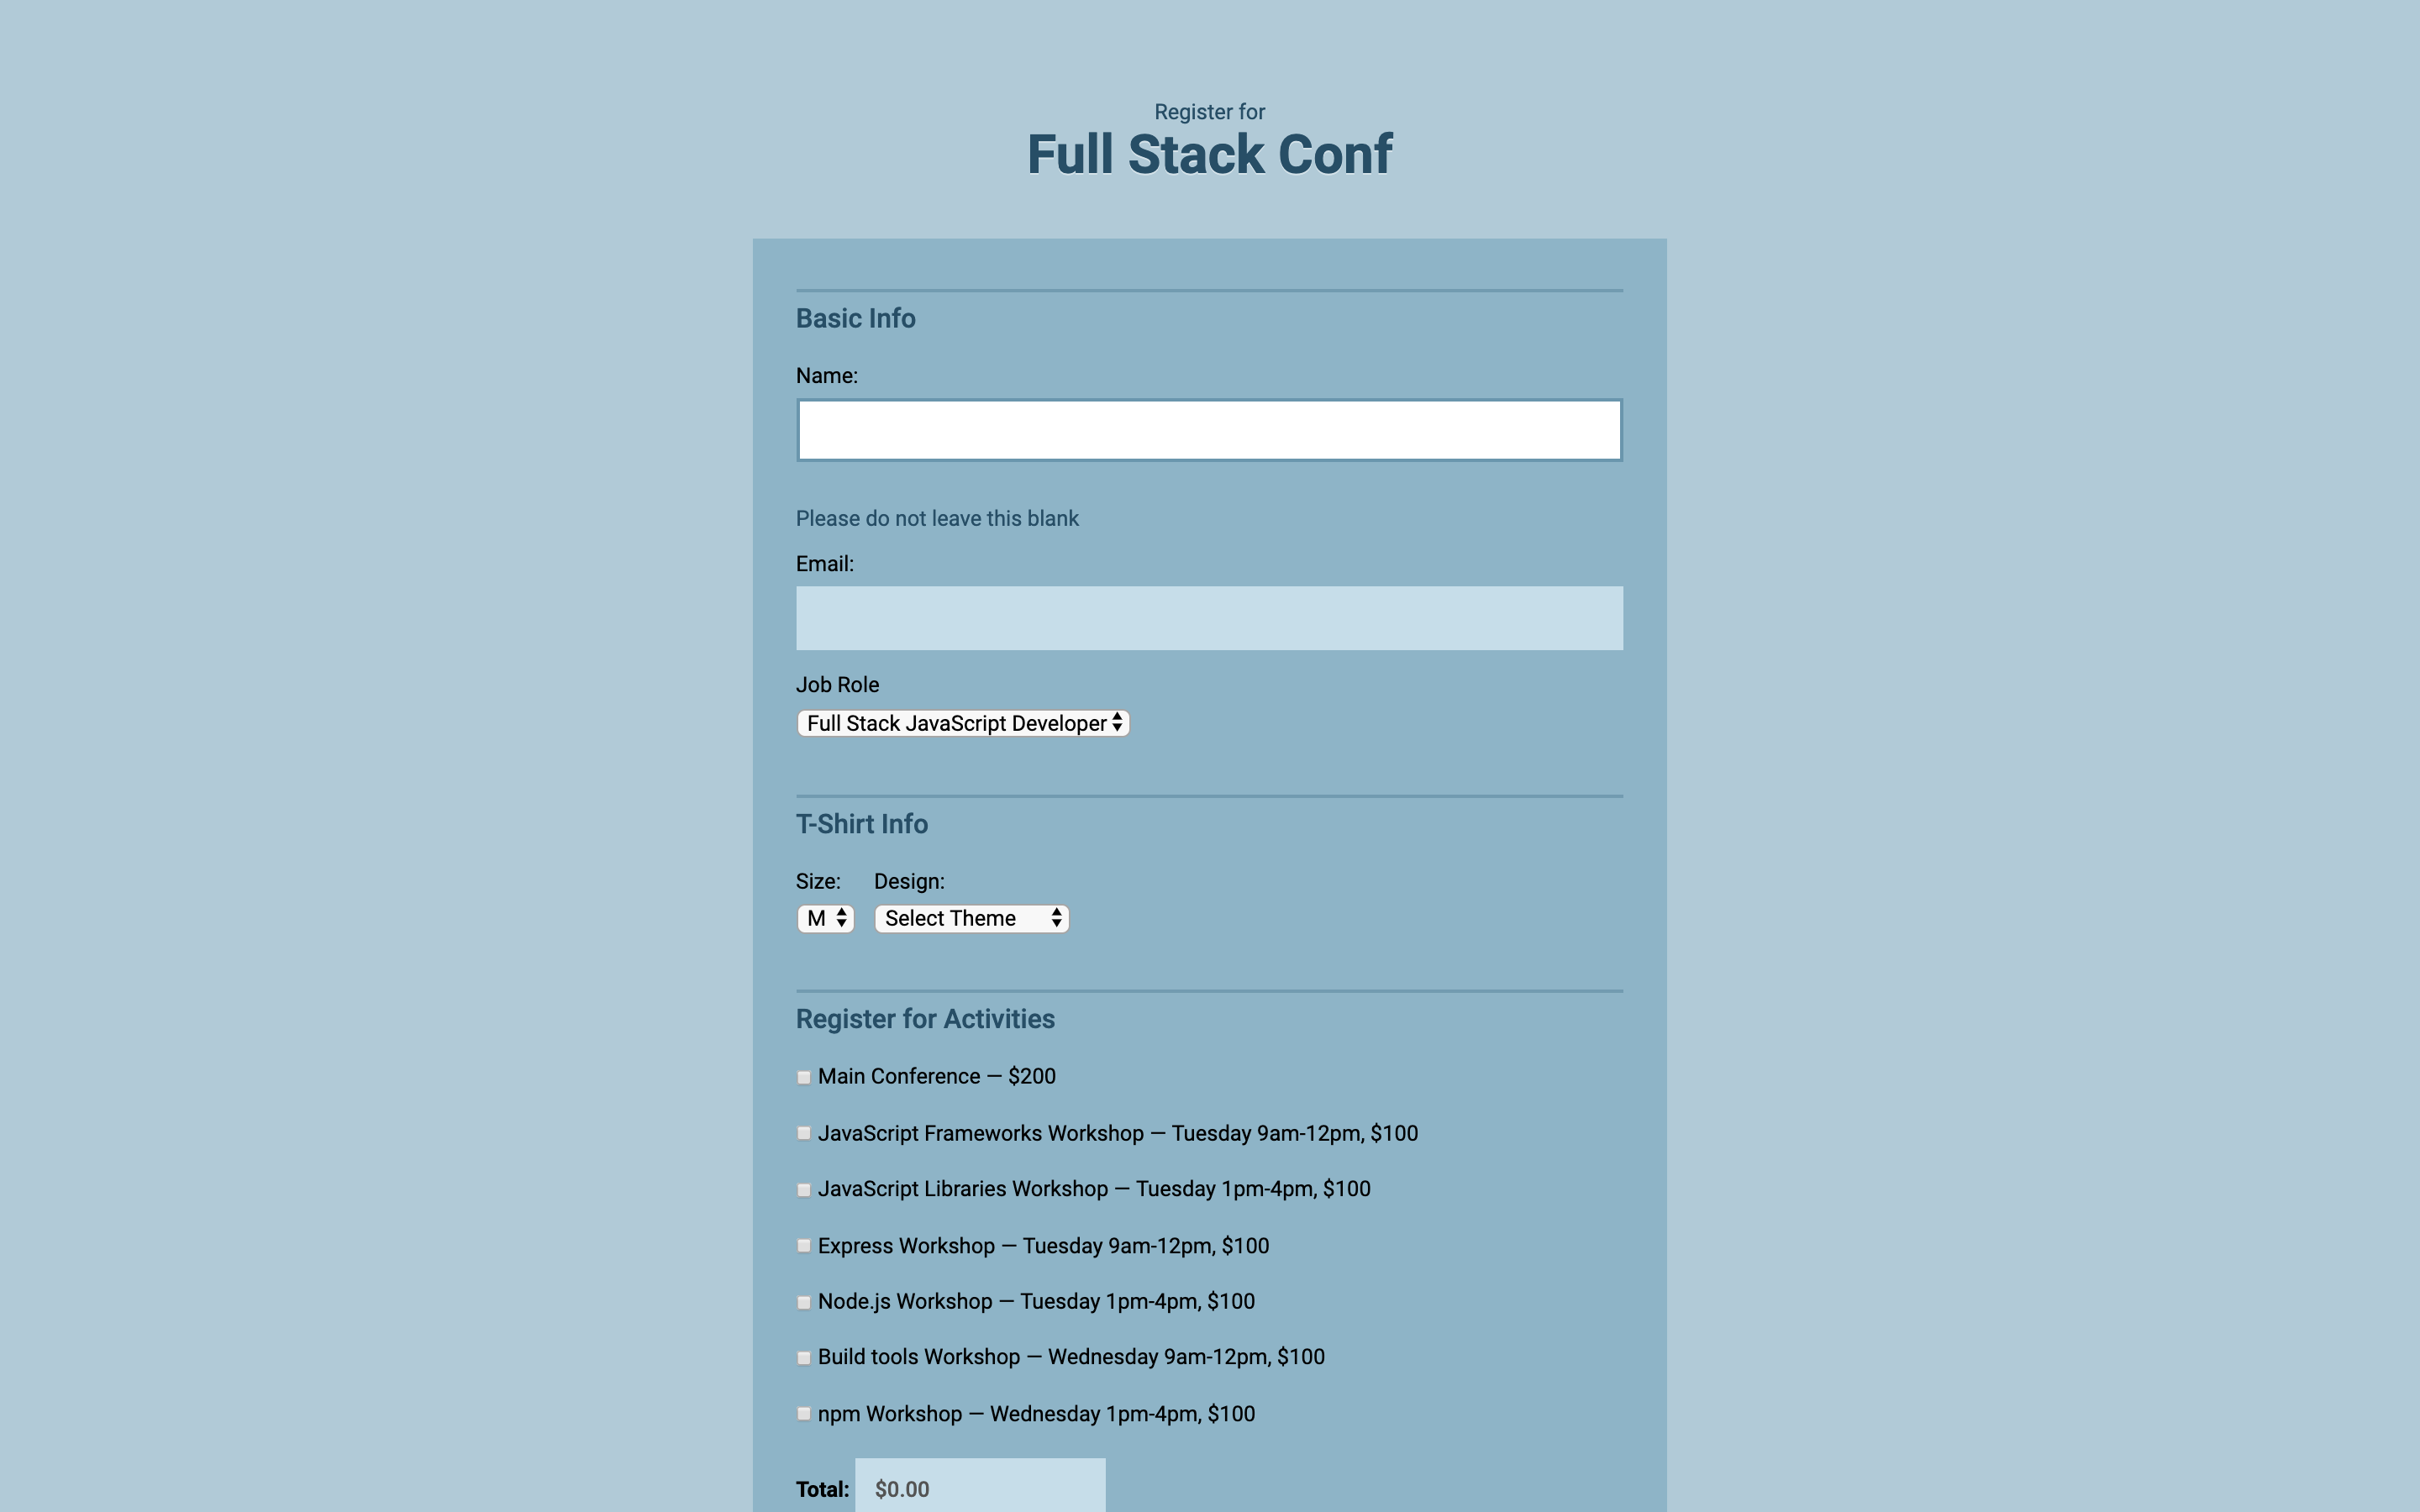 Register for
Full Stack Conf
Basic Info
Name:
Please do not leave this blank
Email:
Job Role
Full Stack JavaScript Developer
T-Shirt Info
Size: Design:
M Select Theme
Register for Activities
Main Conference — $200
JavaScript Frameworks Workshop — Tuesday 9am-12pm, $100
JavaScript Libraries Workshop — Tuesday 1pm-4pm, $100
Express Workshop — Tuesday 9am-12pm, $100
Node.js Workshop — Tuesday 1pm-4pm, $100
Build tools Workshop — Wednesday 9am-12pm, $100
npm Workshop — Wednesday 1pm-4pm, $100
Total: $0.00